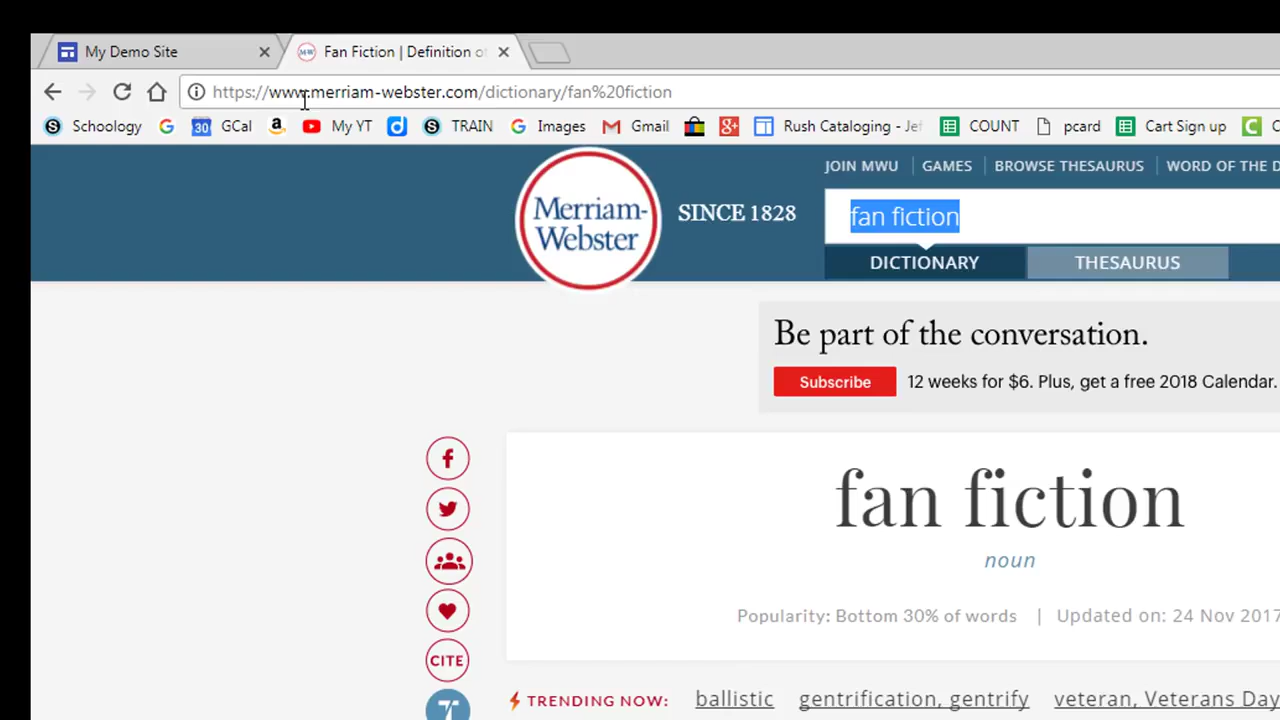 My Demo Site
Fan Fiction | Definition o
https://www.merriam-webster.com/dictionary/fan%20fiction
Schoology GCal My YT TRAIN Images Gmail Rush Cataloging - Jef COUNT pcard Cart Sign up
JOIN MWU GAMES BROWSE THESAURUS WORD OF THE D
Merriam-
Webster
SINCE 1828
fan fiction
DICTIONARY THESAURUS
Be part of the conversation.
Subscribe 12 weeks for $6. Plus, get a free 2018 Calendar.
fan fiction
noun
Popularity: Bottom 30% of words | Updated on: 24 Nov 2017
CITE
TRENDING NOW: ballistic gentrification, gentrify veteran, Veterans Day